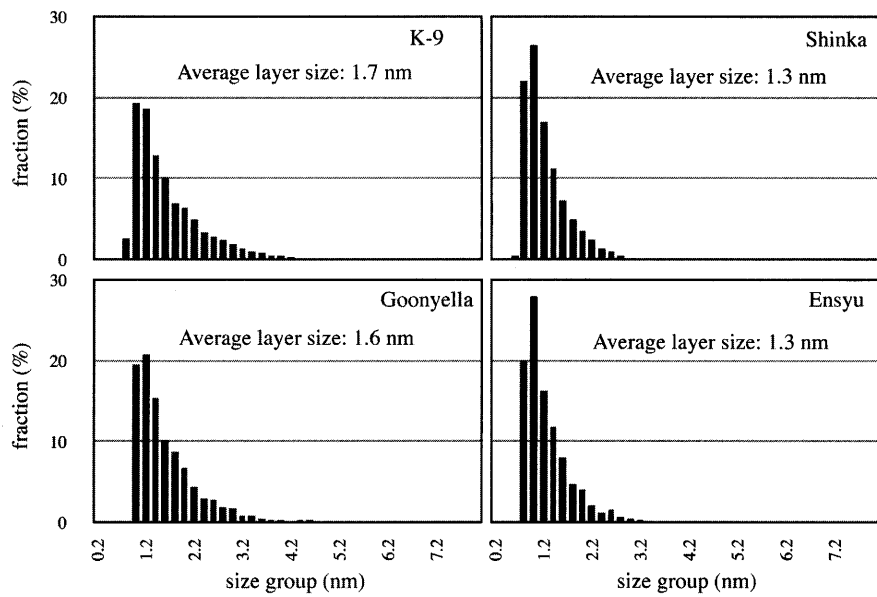 30
20
10
0
fraction (%)
K-9
Average layer size: 1.7 nm
Shinka
Average layer size: 1.3 nm
30
20
10
0
fraction (%)
Goonyella
Average layer size: 1.6 nm
Ensyu
Average layer size: 1.3 nm
0.2
1.2
2.2
3.2
4.2
5.2
6.2
7.2
0.2
1.2
2.2
3.2
4.2
5.2
6.2
7.2
size group (nm)
size group (nm)